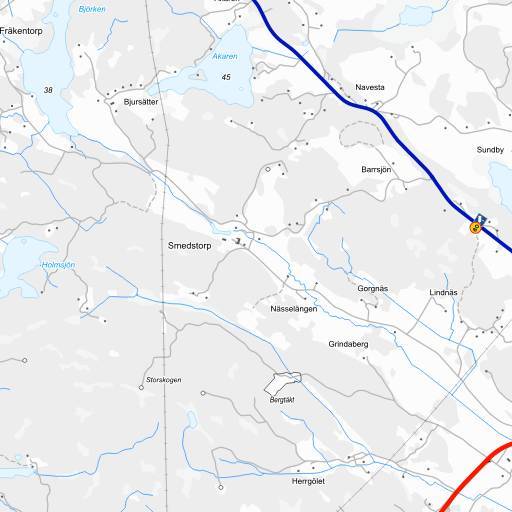 Björken
Fräkentorp
Akaren
45
38
Bjursätter
Navesta
Sundby
Barrsjön
Smedstorp
Holmsjön
Gorgnäs
Lindnäs
Nässelängen
Grindaberg
Storskogen
Bergtäkt
Herrgölet